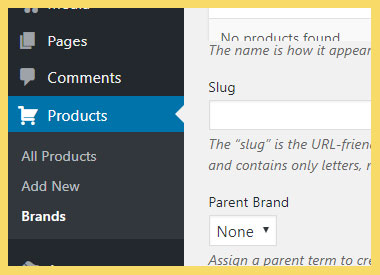 Media
Pages
Comments
Products
All Products
Add New
Brands
No products found
The name is how it appear
Slug
The “slug” is the URL-frien
and contains only letters, n
Parent Brand
None
Assign a parent term to cre